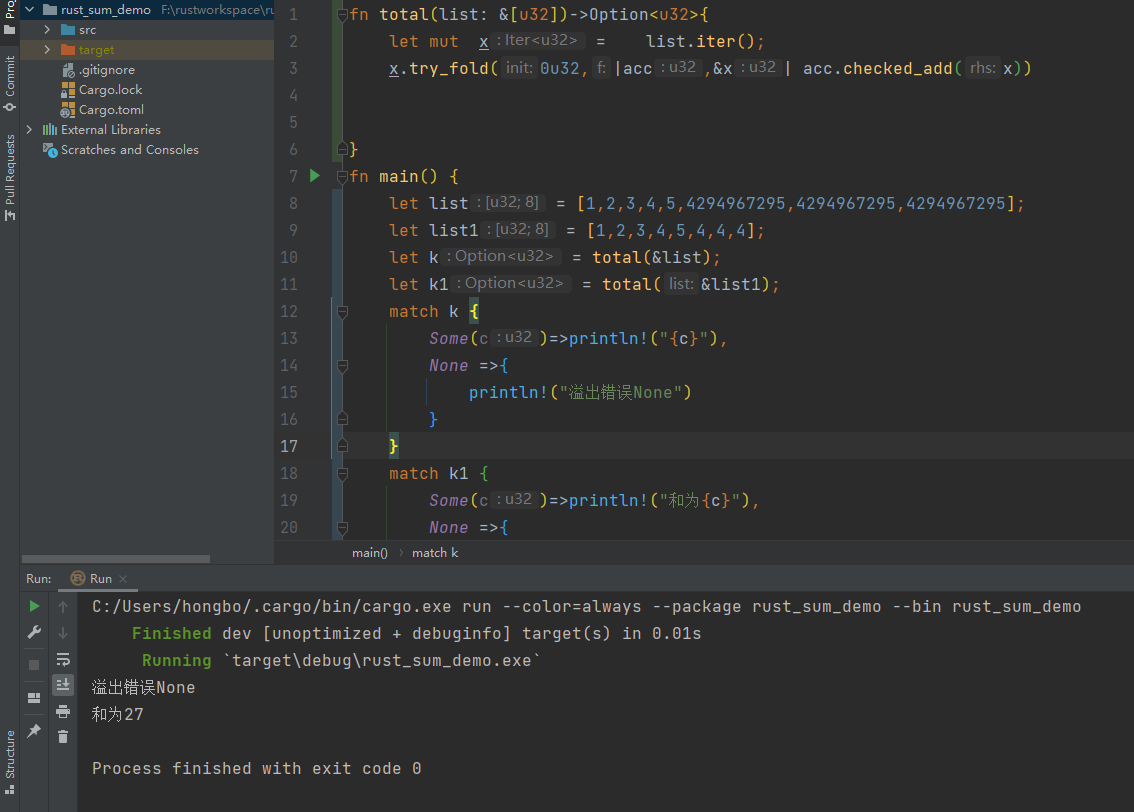 rust_sum_demo F:\rustworkspace\ru
src
target
.gitignore
Cargo.lock
Cargo.toml
External Libraries
Scratches and Consoles
Commit
Pull Requests
Structure
1 fn total(list: &[u32])->Option<u32>{
2 let mut x : Iter<u32> = list.iter();
3 x.try_fold( init: 0u32, f: |acc : u32 ,&x : u32 | acc.checked_add( rhs: x))
4
5
6 }
7 fn main() {
8 let list : [u32; 8] = [1,2,3,4,5,4294967295,4294967295,4294967295];
9 let list1 : [u32; 8] = [1,2,3,4,5,4,4,4];
10 let k : Option<u32> = total(&list);
11 let k1 : Option<u32> = total( list: &list1);
12 match k {
13 Some(c : u32 )=>println!("{c}"),
14 None =>{
15 println!("溢出错误None")
16 }
17 }
18 match k1 {
19 Some(c : u32 )=>println!("和为{c}"),
20 None =>{
main() › match k
Run: Run ×
C:/Users/hongbo/.cargo/bin/cargo.exe run --color=always --package rust_sum_demo --bin rust_sum_demo
Finished dev [unoptimized + debuginfo] target(s) in 0.01s
Running `target\debug\rust_sum_demo.exe`
溢出错误None
和为27
Process finished with exit code 0